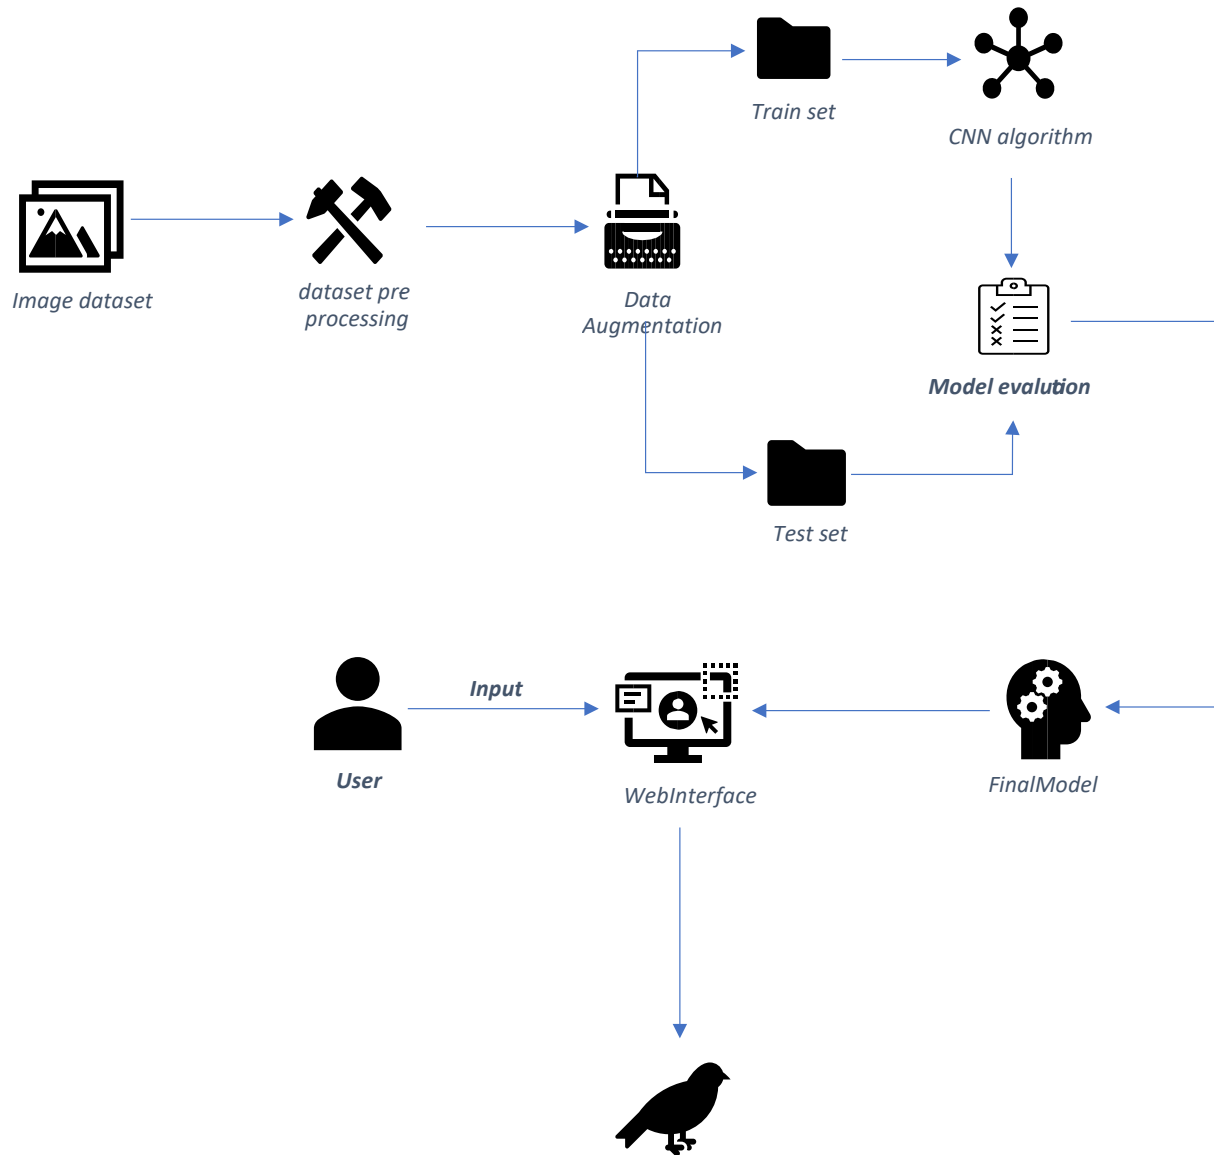 Train set
CNN algorithm
Image dataset
dataset pre
processing
Data
Augmentation
Model evalution
Test set
Input
User
WebInterface
FinalModel